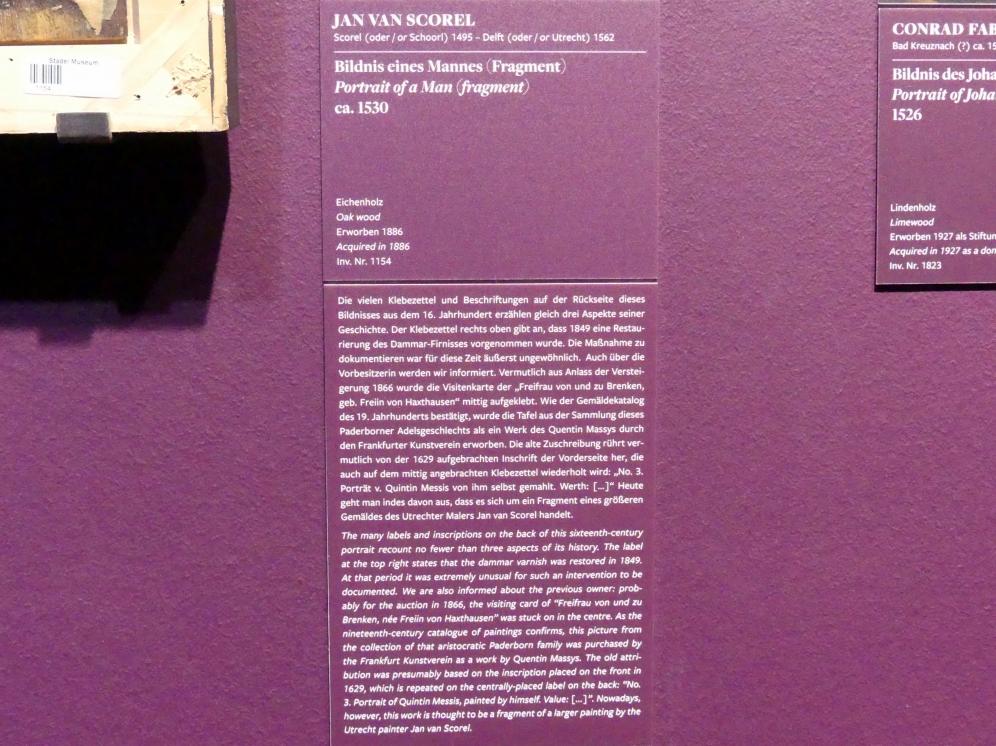 Städel Museum
1154
JAN VAN SCOREL
Scorel (oder / or Schoorl) 1495 – Delft (oder / or Utrecht) 1562
Bildnis eines Mannes (Fragment)
Portrait of a Man (fragment)
ca. 1530
Eichenholz
Oak wood
Erworben 1886
Acquired in 1886
Inv. Nr. 1154
Die vielen Klebezettel und Beschriftungen auf der Rückseite dieses
Bildnisses aus dem 16. Jahrhundert erzählen gleich drei Aspekte seiner
Geschichte. Der Klebezettel rechts oben gibt an, dass 1849 eine Restau-
rierung des Dammar-Firnisses vorgenommen wurde. Die Maßnahme zu
dokumentieren war für diese Zeit äußerst ungewöhnlich. Auch über die
Vorbesitzerin werden wir informiert. Vermutlich aus Anlass der Verstei-
gerung 1866 wurde die Visitenkarte der „Freifrau von und zu Brenken,
geb. Freiin von Haxthausen“ mittig aufgeklebt. Wie der Gemäldekatalog
des 19. Jahrhunderts bestätigt, wurde die Tafel aus der Sammlung dieses
Paderborner Adelsgeschlechts als ein Werk des Quentin Massys durch
den Frankfurter Kunstverein erworben. Die alte Zuschreibung rührt ver-
mutlich von der 1629 aufgebrachten Inschrift der Vorderseite her, die
auch auf dem mittig angebrachten Klebezettel wiederholt wird: „No. 3.
Porträt v. Quintin Messis von ihm selbst gemahlt. Werth: [...]“ Heute
geht man indes davon aus, dass es sich um ein Fragment eines größeren
Gemäldes des Utrechter Malers Jan van Scorel handelt.
The many labels and inscriptions on the back of this sixteenth-century
portrait recount no fewer than three aspects of its history. The label
at the top right states that the dammar varnish was restored in 1849.
At that period it was extremely unusual for such an intervention to be
documented. We are also informed about the previous owner: prob-
ably for the auction in 1866, the visiting card of “Freifrau von und zu
Brenken, née Freiin von Haxthausen” was stuck on in the centre. As the
nineteenth-century catalogue of paintings confirms, this picture from
the collection of that aristocratic Paderborn family was purchased by
the Frankfurt Kunstverein as a work by Quentin Massys. The old attri-
bution was presumably based on the inscription placed on the front in
1629, which is repeated on the centrally-placed label on the back: “No.
3. Portrait of Quintin Messis, painted by himself. Value: [...]”. Nowadays,
however, this work is thought to be a fragment of a larger painting by the
Utrecht painter Jan van Scorel.
CONRAD FAB
Bad Kreuznach (?) ca. 15
Bildnis des Joha
Portrait of Joha
1526
Lindenholz
Limewood
Erworben 1927 als Stiftun
Acquired in 1927 as a don
Inv. Nr. 1823